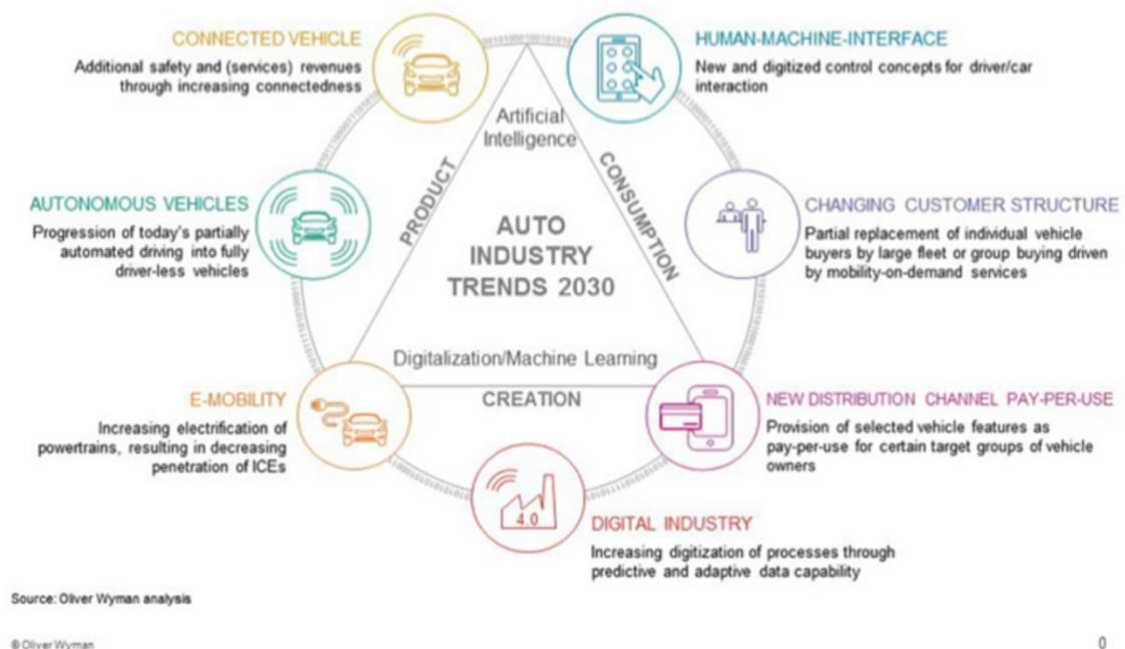 CONNECTED VEHICLE
Additional safety and (services) revenues
through increasing connectedness
HUMAN-MACHINE-INTERFACE
New and digitized control concepts for driver/car
interaction
Artificial
Intelligence
PRODUCT
CONSUMPTION
AUTONOMOUS VEHICLES
Progression of today's partially
automated driving into fully
driver-less vehicles
AUTO
INDUSTRY
TRENDS 2030
CHANGING CUSTOMER STRUCTURE
Partial replacement of individual vehicle
buyers by large fleet or group buying driven
by mobility-on-demand services
Digitalization/Machine Learning
CREATION
E-MOBILITY
Increasing electrification of
powertrains, resulting in decreasing
penetration of ICEs
NEW DISTRIBUTION CHANNEL PAY-PER-USE
Provision of selected vehicle features as
pay-per-use for certain target groups of vehicle
owners
4.0
DIGITAL INDUSTRY
Increasing digitization of processes through
predictive and adaptive data capability
Source: Oliver Wyman analysis
© Oliver Wyman
0